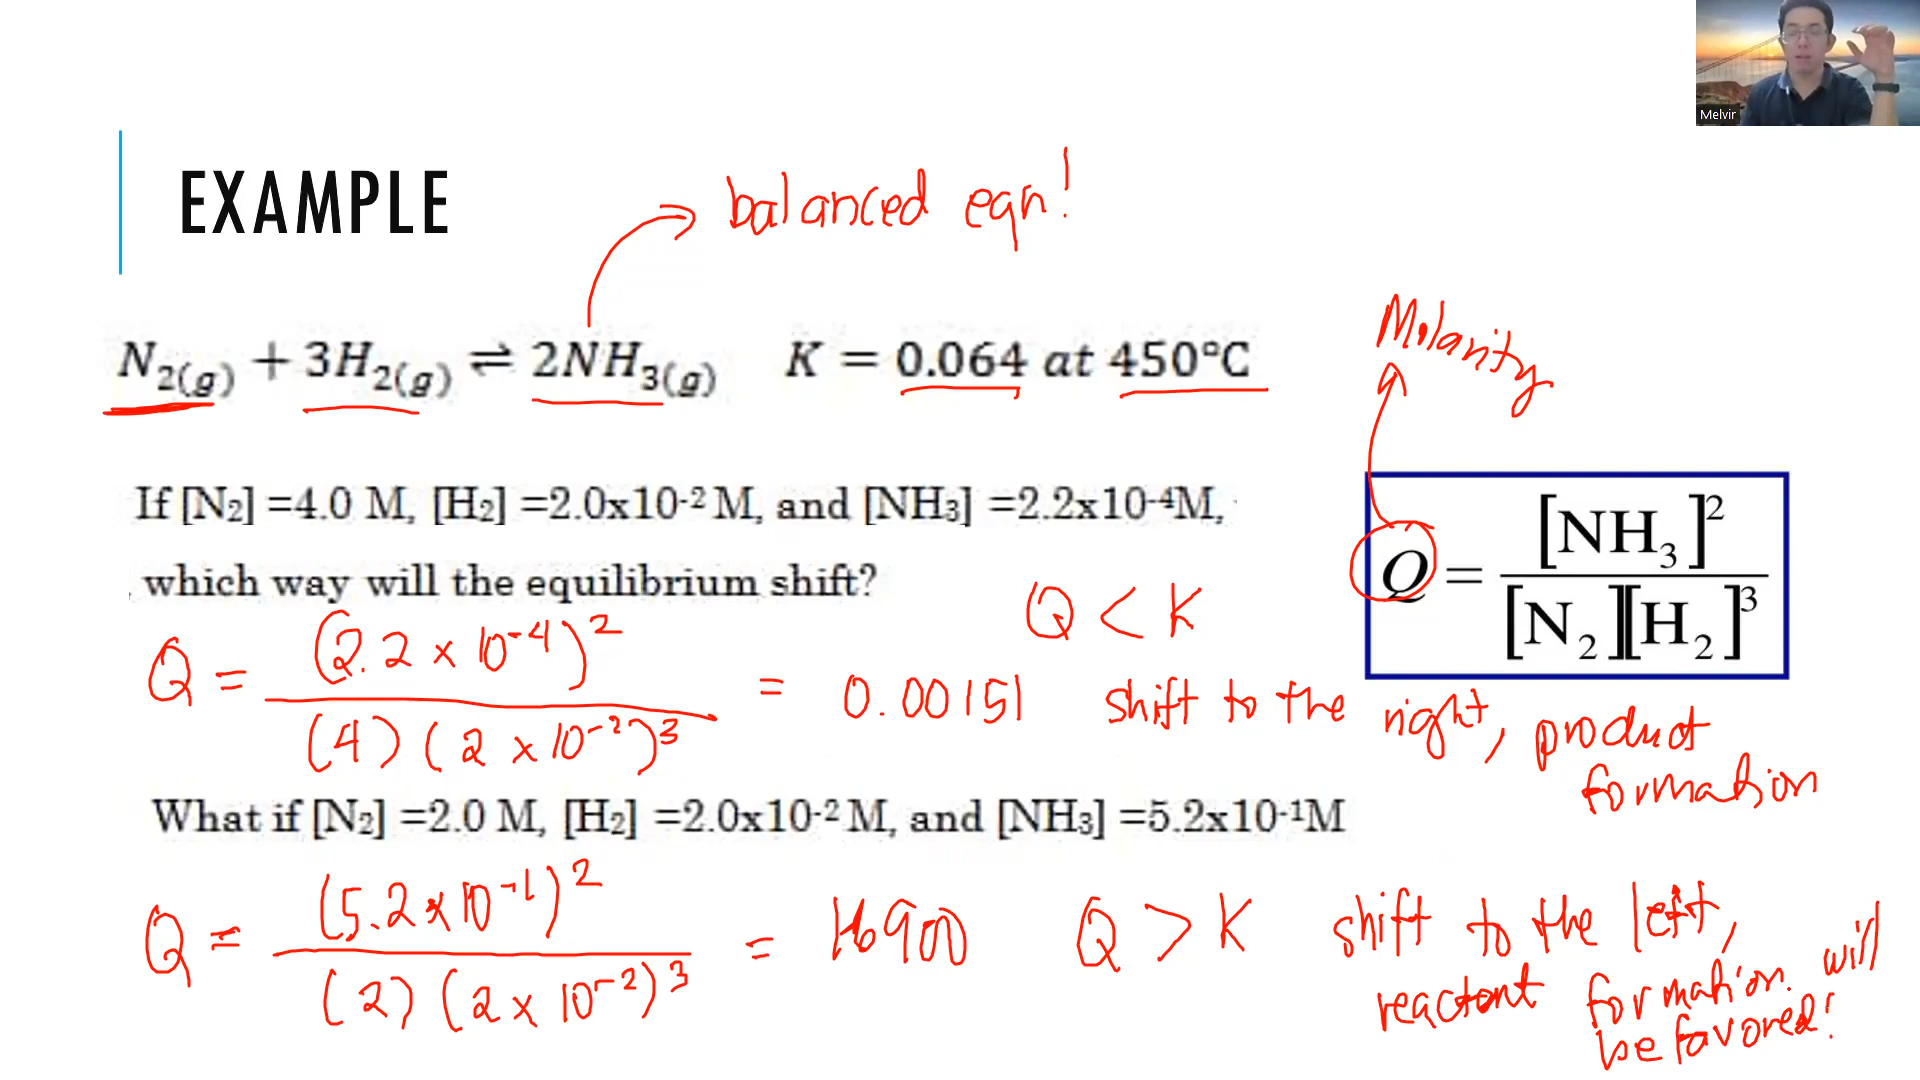 Melvir
EXAMPLE
balanced eqn!
N₂(g) + 3H₂(g) ⇌ 2NH₃(g) K = 0.064 at 450°C
Molarity
If [N₂] =4.0 M, [H₂] =2.0x10⁻² M, and [NH₃] =2.2x10⁻⁴M,
which way will the equilibrium shift?
Q = [NH₃]² / [N₂][H₂]³
Q < K
Q = (2.2 x 10⁻⁴)² / (4)(2 x 10⁻²)³ = 0.00151 shift to the right, product
formation
What if [N₂] =2.0 M, [H₂] =2.0x10⁻² M, and [NH₃] =5.2x10⁻¹M
Q = (5.2 x 10⁻¹)² / (2)(2 x 10⁻²)³ = 16900 Q > K shift to the left,
reactant formation will
be favored!